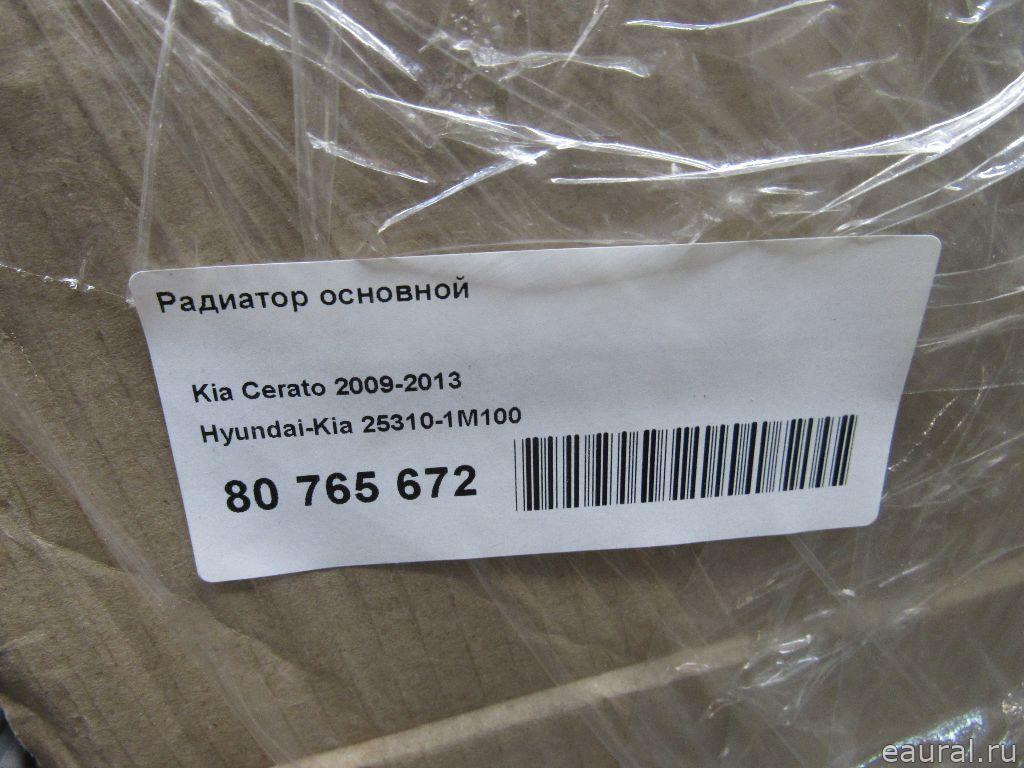 Радиатор основной
Kia Cerato 2009-2013
Hyundai-Kia 25310-1M100
80 765 672
eaural.ru